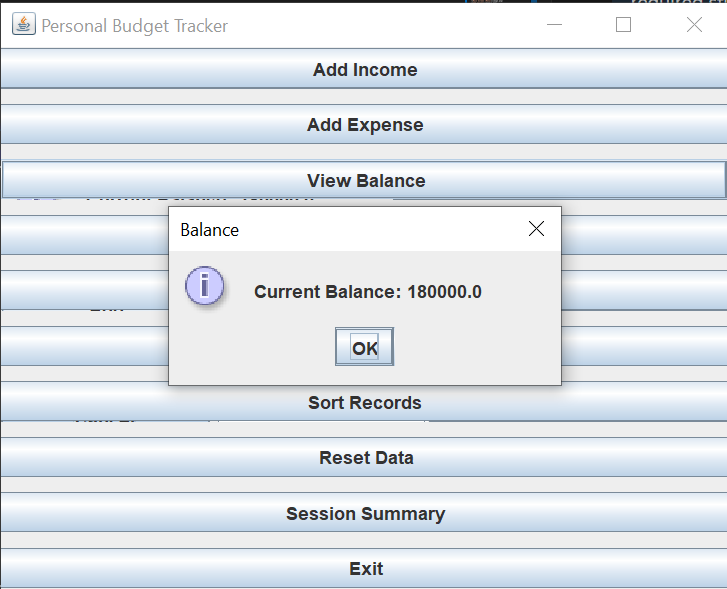 Personal Budget Tracker
Add Income
Add Expense
View Balance
Balance
Current Balance: 180000.0
OK
Sort Records
Reset Data
Session Summary
Exit